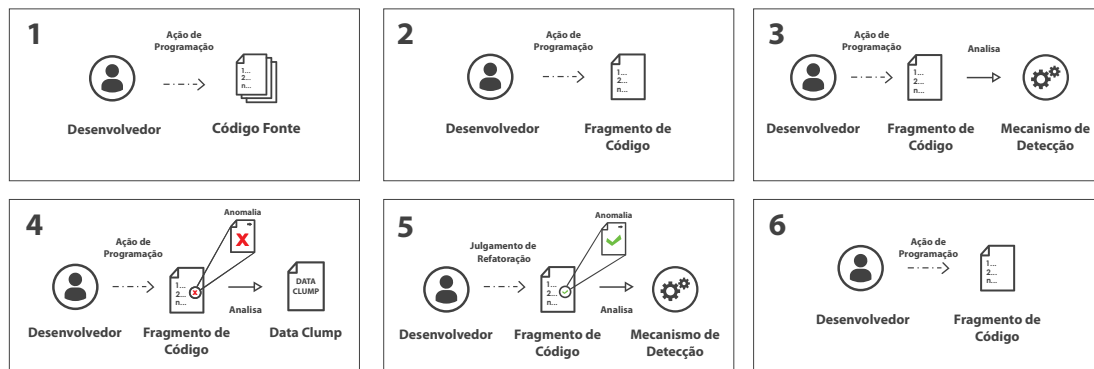 1
Ação de
Programação
1...
2...
n...
Desenvolvedor
Código Fonte
2
Ação de
Programação
1...
2...
n...
Desenvolvedor
Fragmento de
Código
3
Ação de
Programação
Analisa
1...
2...
n...
Desenvolvedor
Fragmento de
Código
Mecanismo de
Detecção
4
Anomalia
X
Ação de
Programação
1...
2...
n...
x
DATA
CLUMP
Analisa
Desenvolvedor
Fragmento de
Código
Data Clump
5
Anomalia
Julgamento de
Refatoração
1...
2...
n...
Analisa
Desenvolvedor
Fragmento de
Código
Mecanismo de
Detecção
6
Ação de
Programação
1...
2...
n...
Desenvolvedor
Fragmento de
Código